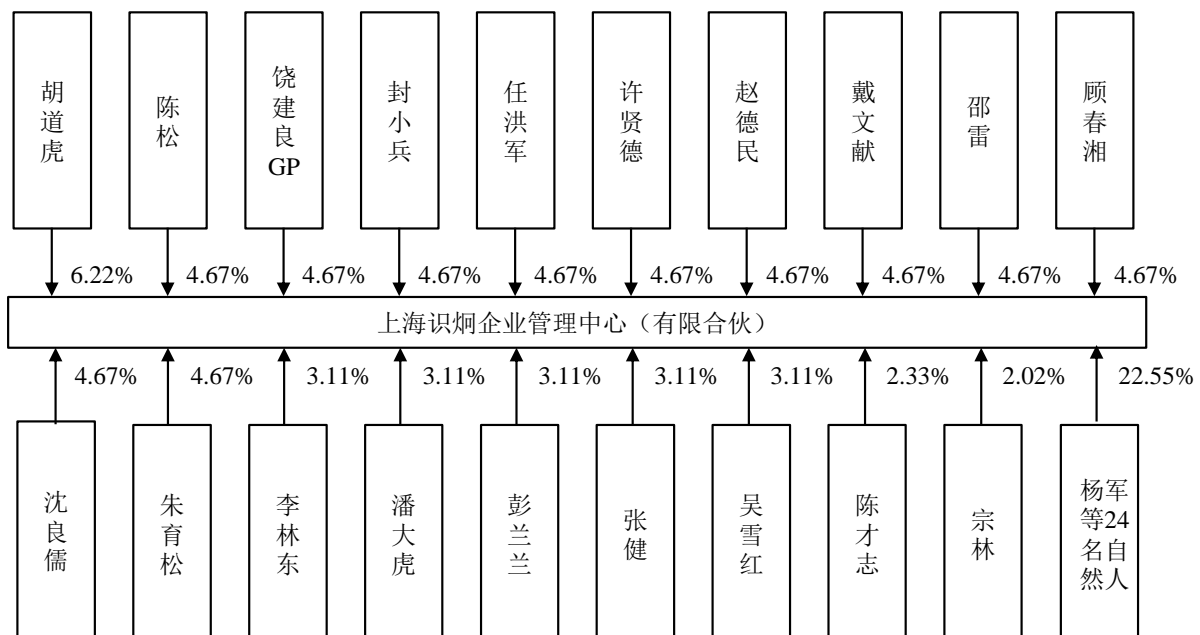 胡道虎
陈松
饶建良GP
封小兵
任洪军
许贤德
赵德民
戴文献
邵雷
顾春湘
6.22%
4.67%
4.67%
4.67%
4.67%
4.67%
4.67%
4.67%
4.67%
4.67%
上海识炯企业管理中心（有限合伙）
4.67%
4.67%
3.11%
3.11%
3.11%
3.11%
3.11%
2.33%
2.02%
22.55%
沈良儒
朱育松
李林东
潘大虎
彭兰兰
张健
吴雪红
陈才志
宗林
杨军
等24
名自
然人